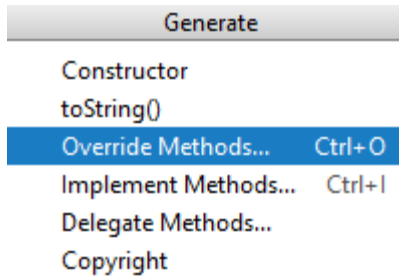 Generate
Constructor
toString()
Override Methods... Ctrl+O
Implement Methods... Ctrl+I
Delegate Methods...
Copyright